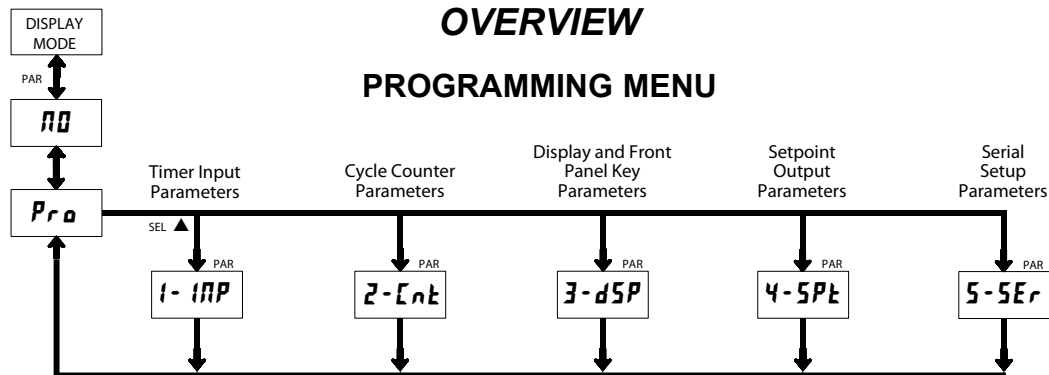 OVERVIEW
PROGRAMMING MENU
DISPLAY
MODE
PAR
NO
Pro
SEL ▲
Timer Input
Parameters
Cycle Counter
Parameters
Display and Front
Panel Key
Parameters
Setpoint
Output
Parameters
Serial
Setup
Parameters
PAR
1-INP
PAR
2-Cnt
PAR
3-dSP
PAR
4-SPt
PAR
5-SEr